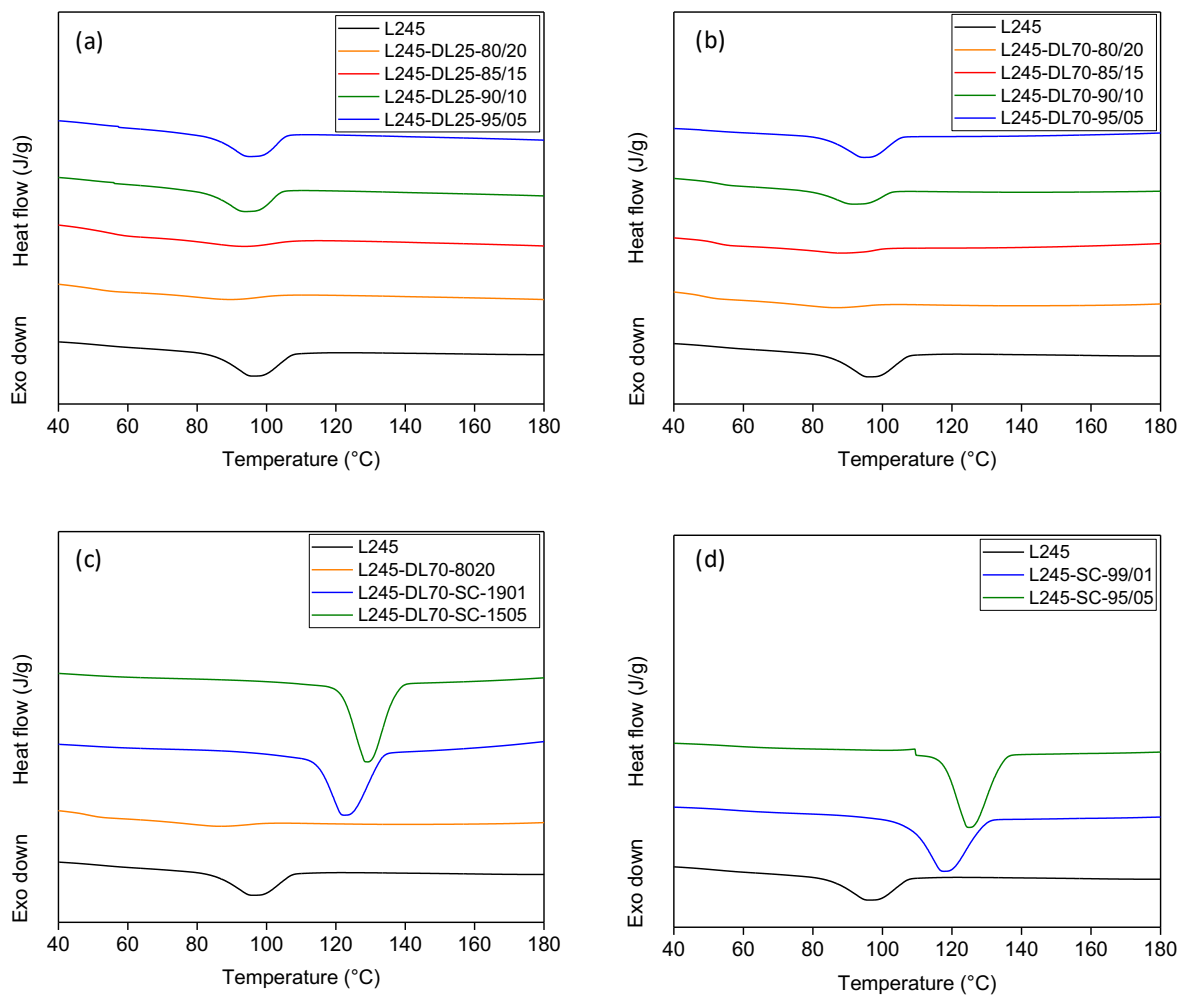 (a)
L245
L245-DL25-80/20
L245-DL25-85/15
L245-DL25-90/10
L245-DL25-95/05
Exo down
Heat flow (J/g)
40 60 80 100 120 140 160 180
Temperature (°C)
(b)
L245
L245-DL70-80/20
L245-DL70-85/15
L245-DL70-90/10
L245-DL70-95/05
Exo down
Heat flow (J/g)
40 60 80 100 120 140 160 180
Temperature (°C)
(c)
L245
L245-DL70-8020
L245-DL70-SC-1901
L245-DL70-SC-1505
Exo down
Heat flow (J/g)
40 60 80 100 120 140 160 180
Temperature (°C)
(d)
L245
L245-SC-99/01
L245-SC-95/05
Exo down
Heat flow (J/g)
40 60 80 100 120 140 160 180
Temperature (°C)